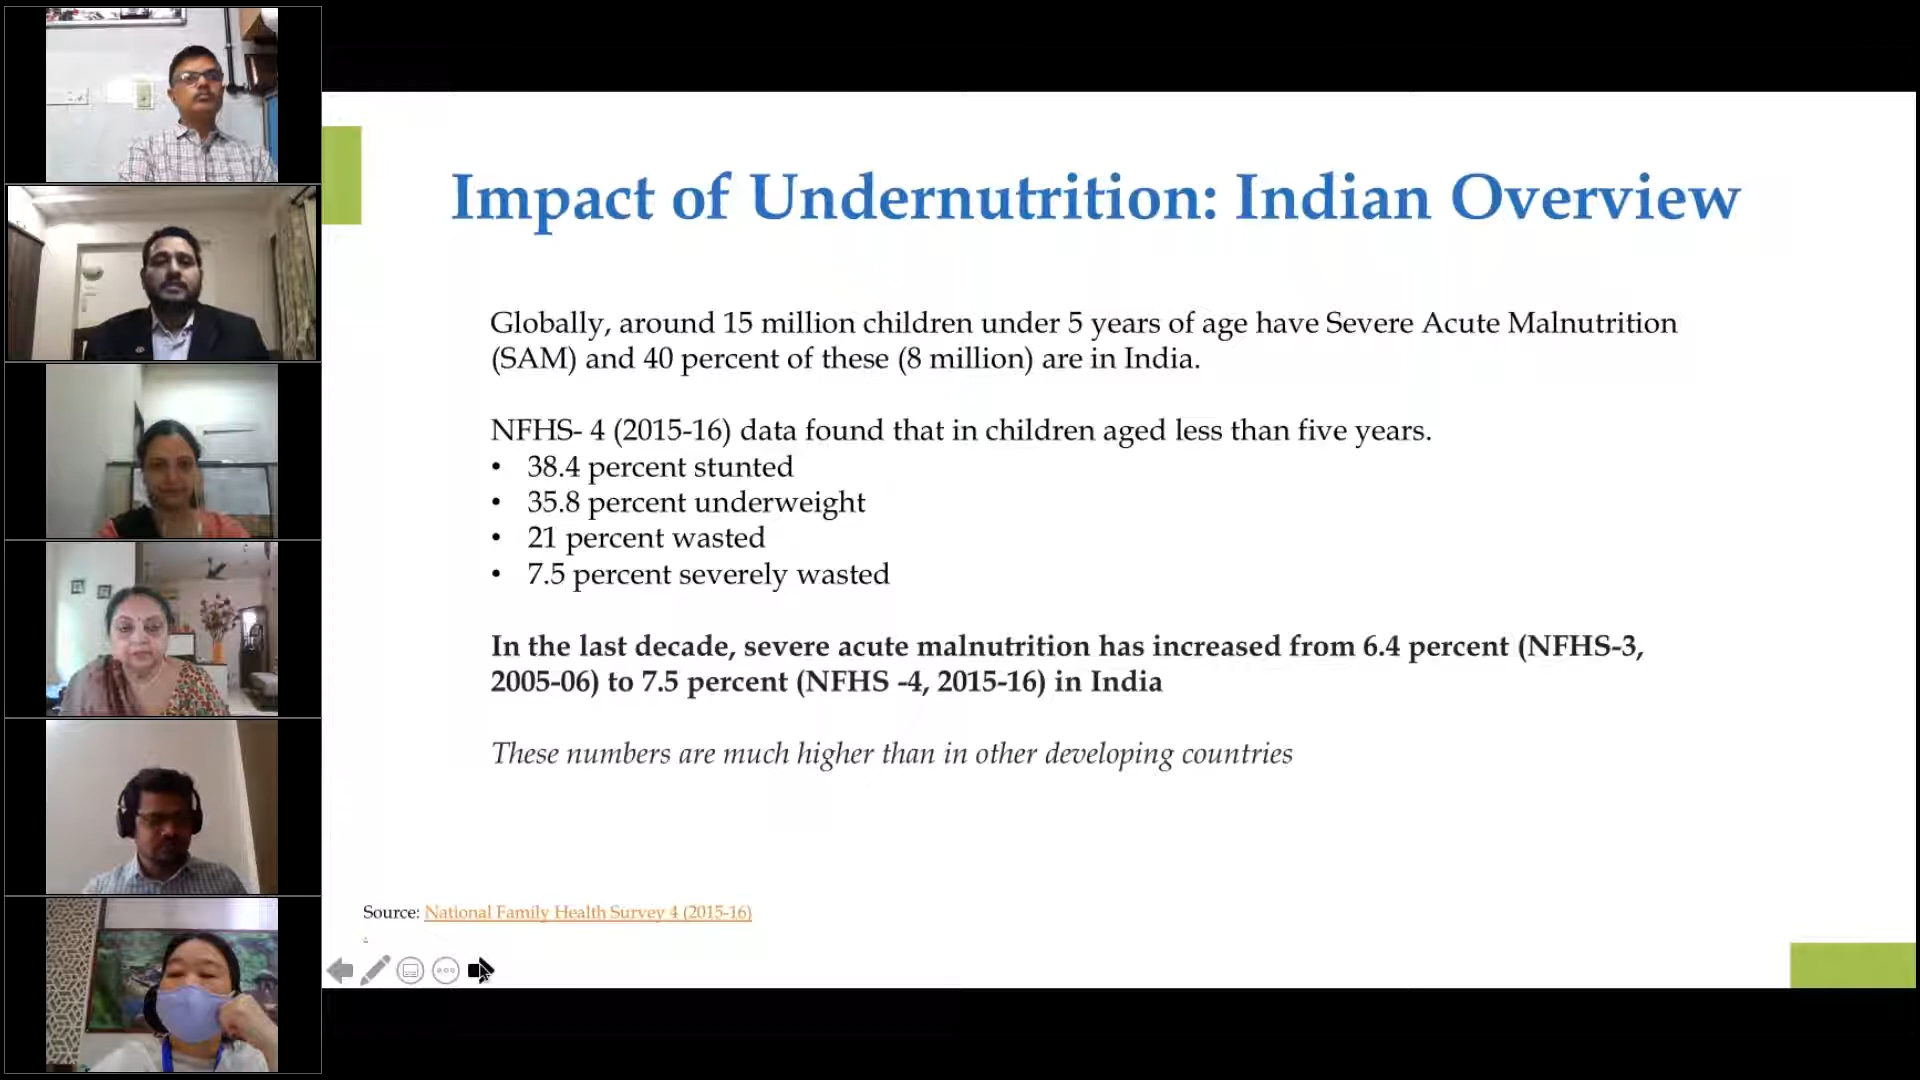 Impact of Undernutrition: Indian Overview
Globally, around 15 million children under 5 years of age have Severe Acute Malnutrition
(SAM) and 40 percent of these (8 million) are in India.
NFHS- 4 (2015-16) data found that in children aged less than five years.
• 38.4 percent stunted
• 35.8 percent underweight
• 21 percent wasted
• 7.5 percent severely wasted
In the last decade, severe acute malnutrition has increased from 6.4 percent (NFHS-3,
2005-06) to 7.5 percent (NFHS -4, 2015-16) in India
These numbers are much higher than in other developing countries
Source: National Family Health Survey 4 (2015-16)
.